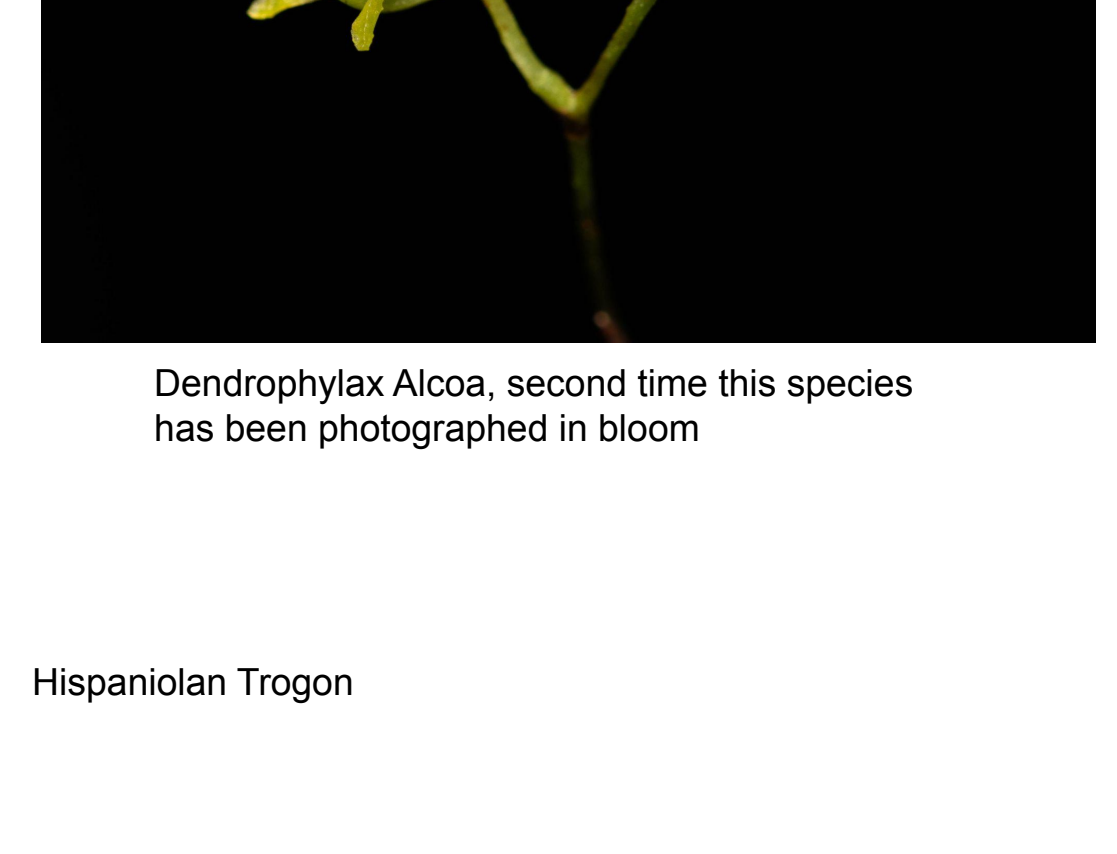 Dendrophylax Alcoa, second time this species
has been photographed in bloom
Hispaniolan Trogon